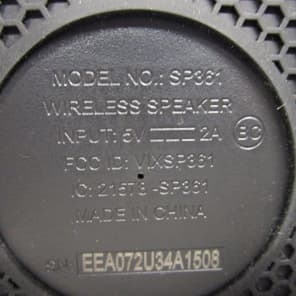 MODEL NO.: SP361
WIRELESS SPEAKER
INPUT: 5V ⎓ 2A BC
FCC ID: VIXSP361
IC: 21578-SP361
MADE IN CHINA
S/N: EEA072U34A1508